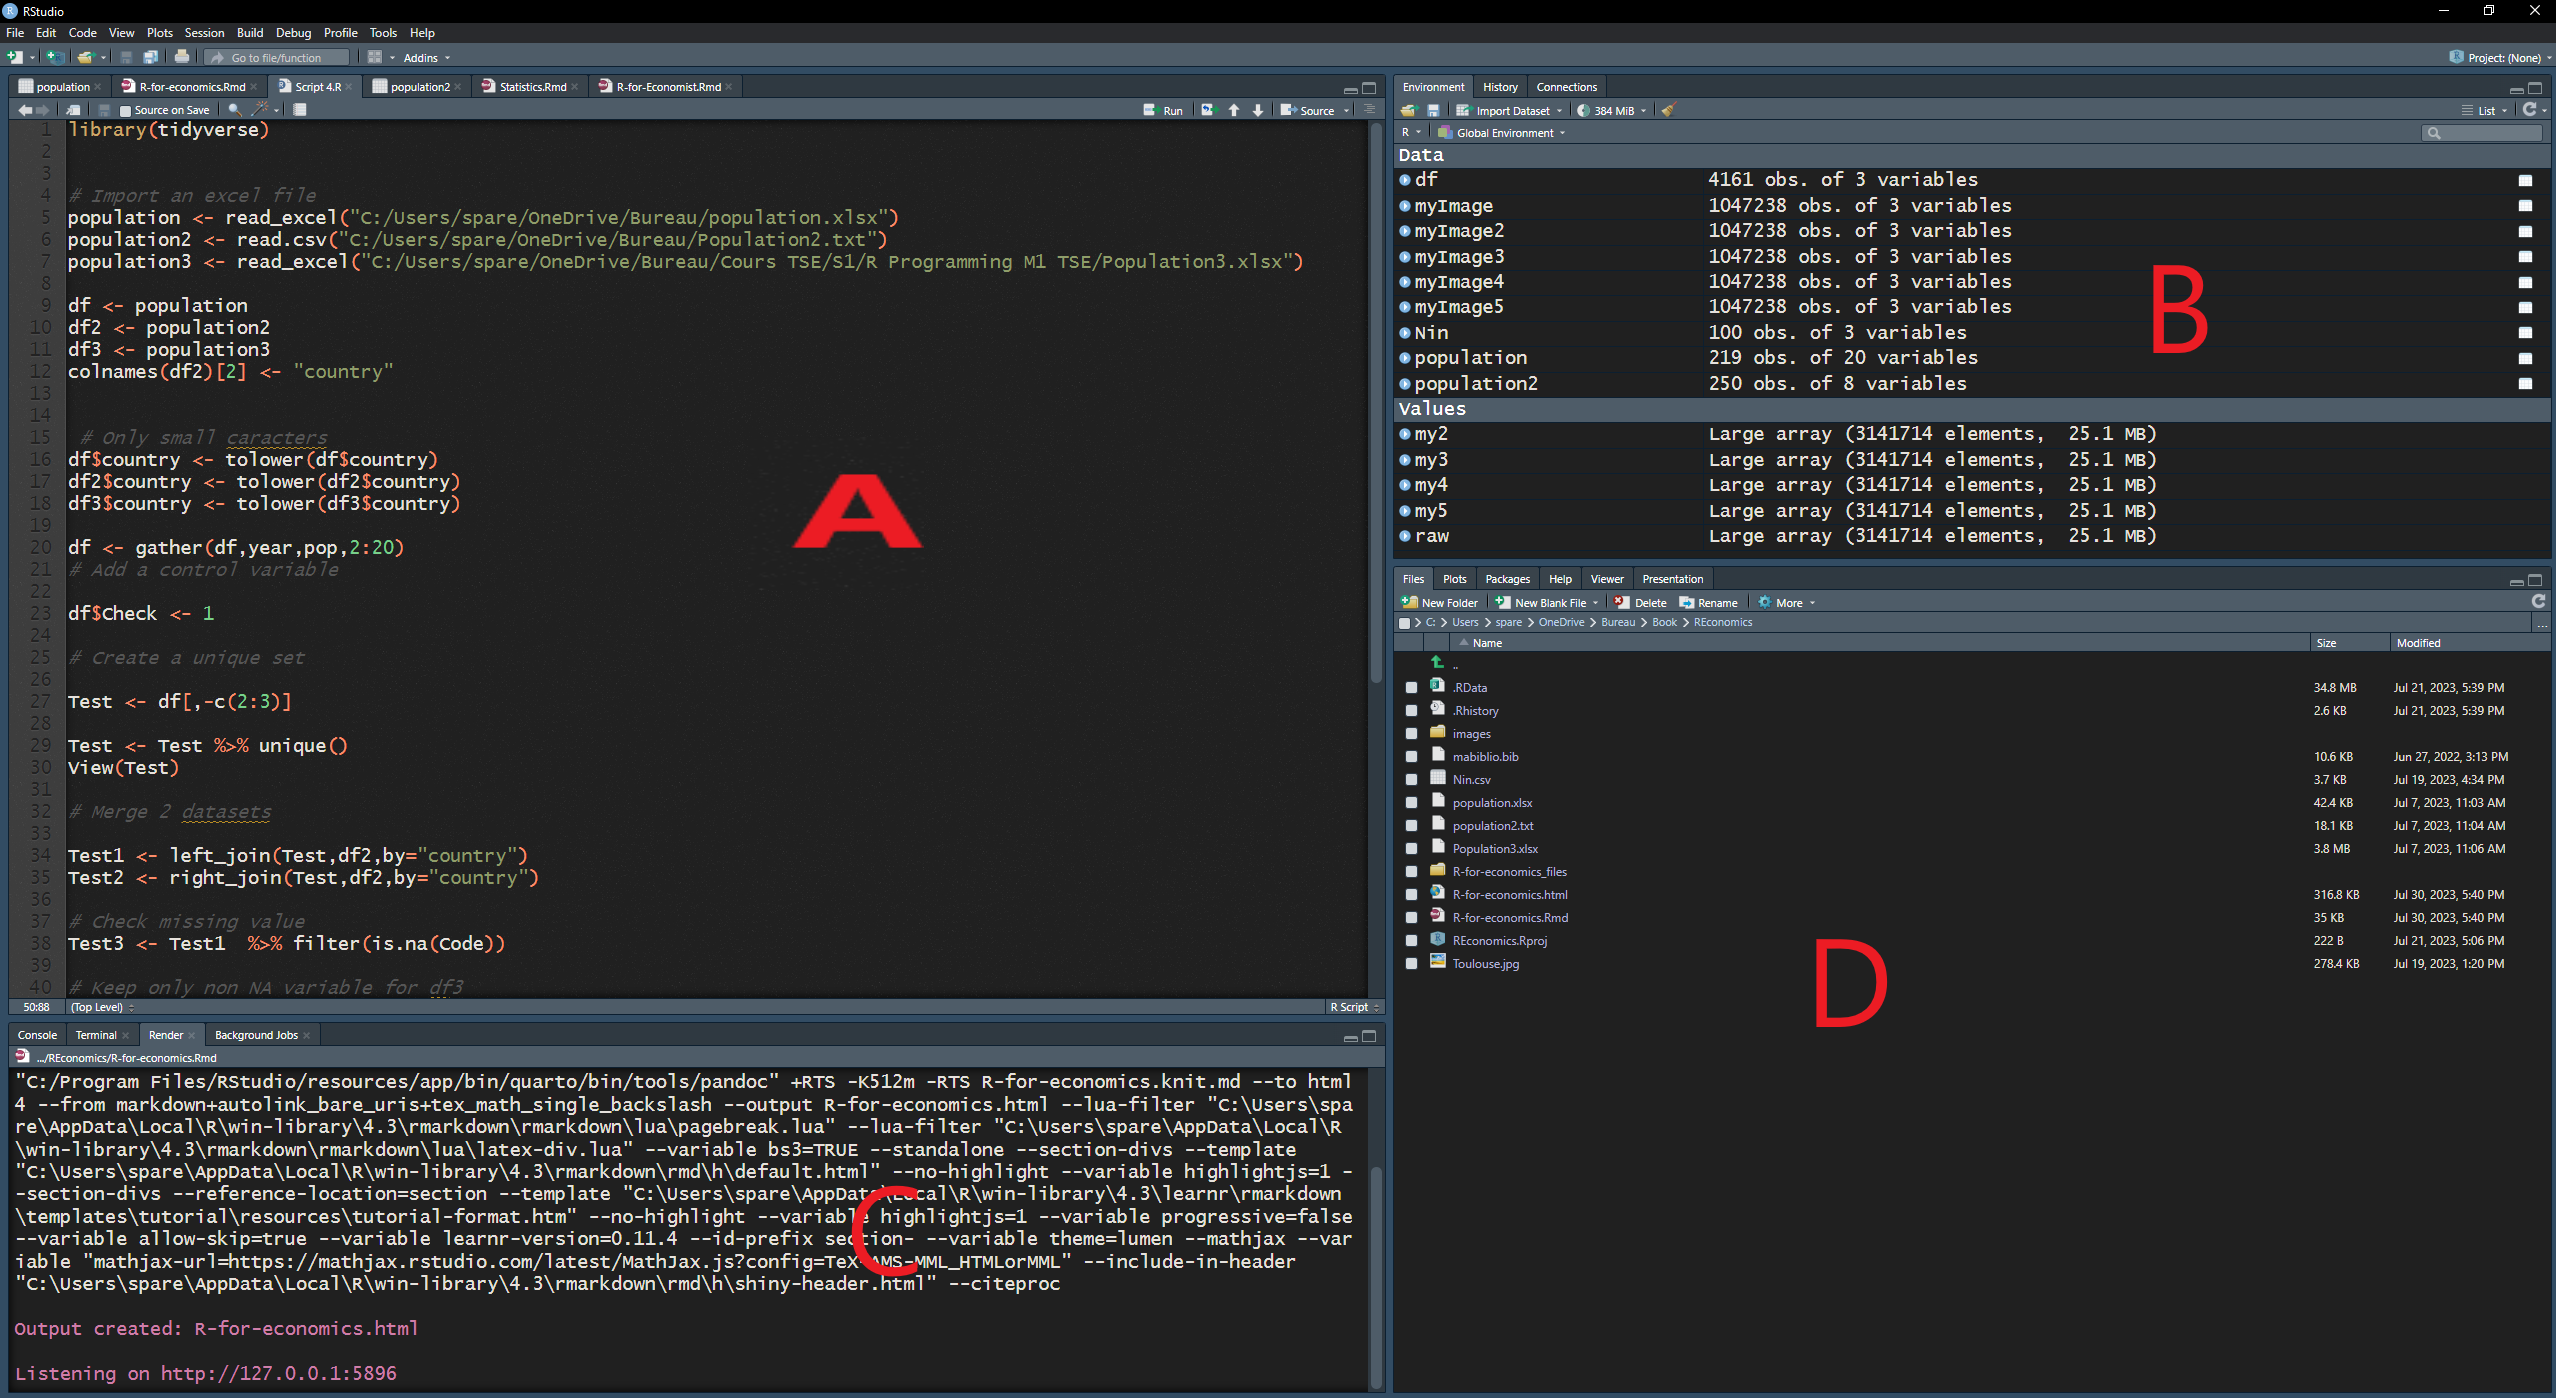 RStudio
File Edit Code View Plots Session Build Debug Profile Tools Help
Go to file/function Addins Project: (None)
population R-for-economics.Rmd Script 4.R population2 Statistics.Rmd R-for-Economist.Rmd
Source on Save Run Source
1 library(tidyverse)
2
3
4 # Import an excel file
5 population <- read_excel("C:/Users/spare/OneDrive/Bureau/population.xlsx")
6 population2 <- read.csv("C:/Users/spare/OneDrive/Bureau/Population2.txt")
7 population3 <- read_excel("C:/Users/spare/OneDrive/Bureau/Cours TSE/S1/R Programming M1 TSE/Population3.xlsx")
8
9 df <- population
10 df2 <- population2
11 df3 <- population3
12 colnames(df2)[2] <- "country"
13
14
15 # Only small caracters
16 df$country <- tolower(df$country)
17 df2$country <- tolower(df2$country)
18 df3$country <- tolower(df3$country)
19
20 df <- gather(df,year,pop,2:20)
21 # Add a control variable
22
23 df$Check <- 1
24
25 # Create a unique set
26
27 Test <- df[,-c(2:3)]
28
29 Test <- Test %>% unique()
30 View(Test)
31
32 # Merge 2 datasets
33
34 Test1 <- left_join(Test,df2,by="country")
35 Test2 <- right_join(Test,df2,by="country")
36
37 # Check missing value
38 Test3 <- Test1  %>% filter(is.na(Code))
39
40 # Keep only non NA variable for df3
A
50:88 (Top Level) R Script
Console Terminal Render Background Jobs
.../REconomics/R-for-economics.Rmd
"C:/Program Files/RStudio/resources/app/bin/quarto/bin/tools/pandoc" +RTS -K512m -RTS R-for-economics.knit.md --to html
4 --from markdown+autolink_bare_uris+tex_math_single_backslash --output R-for-economics.html --lua-filter "C:\Users\spa
re\AppData\Local\R\win-library\4.3\rmarkdown\rmarkdown\lua\pagebreak.lua" --lua-filter "C:\Users\spare\AppData\Local\R
\win-library\4.3\rmarkdown\rmarkdown\lua\latex-div.lua" --variable bs3=TRUE --standalone --section-divs --template
"C:\Users\spare\AppData\Local\R\win-library\4.3\rmarkdown\rmd\h\default.html" --no-highlight --variable highlightjs=1 -
-section-divs --reference-location=section --template "C:\Users\spare\AppData\Local\R\win-library\4.3\learnr\rmarkdown
\templates\tutorial\resources\tutorial-format.htm" --no-highlight --variable highlightjs=1 --variable progressive=false
--variable allow-skip=true --variable learnr-version=0.11.4 --id-prefix section- --variable theme=lumen --mathjax --var
iable "mathjax-url=https://mathjax.rstudio.com/latest/MathJax.js?config=TeX-AMS-MML_HTMLorMML" --include-in-header
"C:\Users\spare\AppData\Local\R\win-library\4.3\rmarkdown\rmd\h\shiny-header.html" --citeproc
C
Output created: R-for-economics.html
Listening on http://127.0.0.1:5896
Environment History Connections
Import Dataset 384 MiB List
R Global Environment
Data
df 4161 obs. of 3 variables
myImage 1047238 obs. of 3 variables
myImage2 1047238 obs. of 3 variables
myImage3 1047238 obs. of 3 variables
myImage4 1047238 obs. of 3 variables
myImage5 1047238 obs. of 3 variables
Nin 100 obs. of 3 variables
population 219 obs. of 20 variables
population2 250 obs. of 8 variables
B
Values
my2 Large array (3141714 elements,  25.1 MB)
my3 Large array (3141714 elements,  25.1 MB)
my4 Large array (3141714 elements,  25.1 MB)
my5 Large array (3141714 elements,  25.1 MB)
raw Large array (3141714 elements,  25.1 MB)
Files Plots Packages Help Viewer Presentation
New Folder New Blank File Delete Rename More
C: > Users > spare > OneDrive > Bureau > Book > REconomics ...
Name Size Modified
..
.RData 34.8 MB Jul 21, 2023, 5:39 PM
.Rhistory 2.6 KB Jul 21, 2023, 5:39 PM
images
mabiblio.bib 10.6 KB Jun 27, 2022, 3:13 PM
Nin.csv 3.7 KB Jul 19, 2023, 4:34 PM
population.xlsx 42.4 KB Jul 7, 2023, 11:03 AM
population2.txt 18.1 KB Jul 7, 2023, 11:04 AM
Population3.xlsx 3.8 MB Jul 7, 2023, 11:06 AM
R-for-economics_files
R-for-economics.html 316.8 KB Jul 30, 2023, 5:40 PM
R-for-economics.Rmd 35 KB Jul 30, 2023, 5:40 PM
REconomics.Rproj 222 B Jul 21, 2023, 5:06 PM
Toulouse.jpg 278.4 KB Jul 19, 2023, 1:20 PM
D